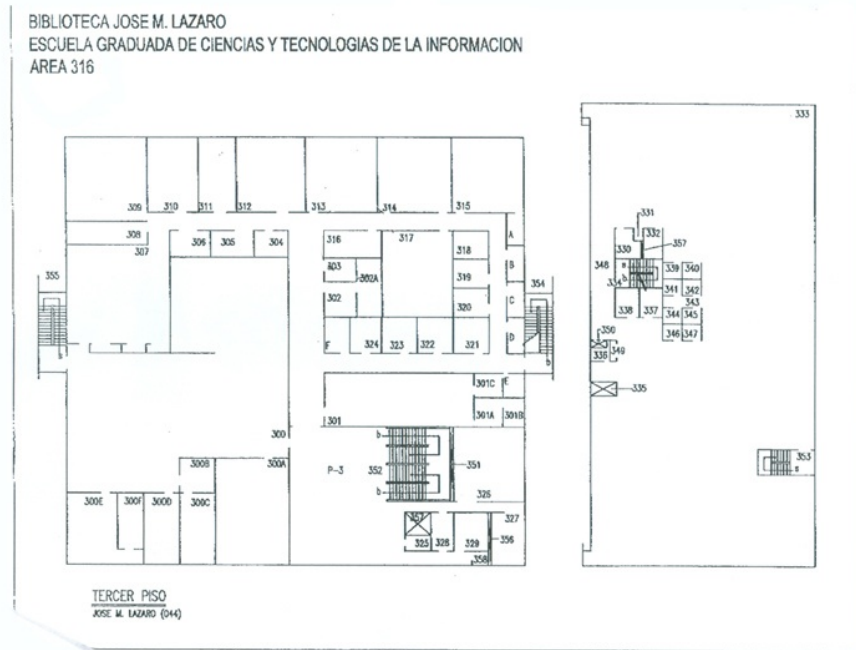 BIBLIOTECA JOSE M. LAZARO
ESCUELA GRADUADA DE CIENCIAS Y TECNOLOGIAS DE LA INFORMACION
AREA 316
333
309 310 311 312 313 314 315
331
308 306 305 304 316 317 A 330 332 357
307 318
303 B 348 a 339 340
355 302A 319 354 b 334 341 342
302 C 343
320 338 337 344 345
F 324 323 322 321 D 350 346 347
a b 336 349
301C E 335
301 301A 301B
300 b
300B 300A P-3 352 351 353
b 326 a
300E 300F 300D 300C 327
325 328 329 356
358
TERCER PISO
JOSE M. LAZARO (044)